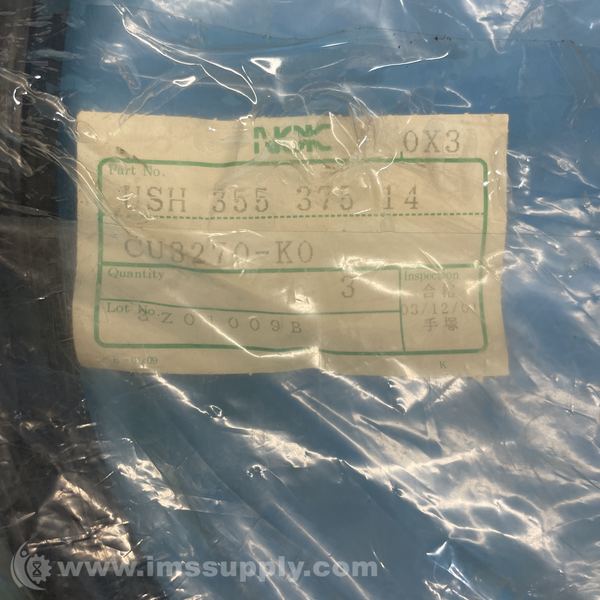 NOK 0X3
Part No.
USH 355 375 14
CU3270-K0
Quantity 3
Inspection
合格
手塚
Lot No.
www.imssupply.com
K